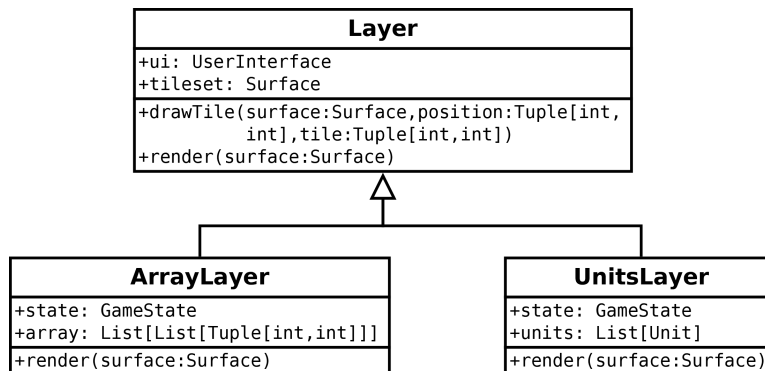 Layer
+ui: UserInterface
+tileset: Surface
+drawTile(surface:Surface,position:Tuple[int,
int],tile:Tuple[int,int])
+render(surface:Surface)
ArrayLayer
+state: GameState
+array: List[List[Tuple[int,int]]]
+render(surface:Surface)
UnitsLayer
+state: GameState
+units: List[Unit]
+render(surface:Surface)